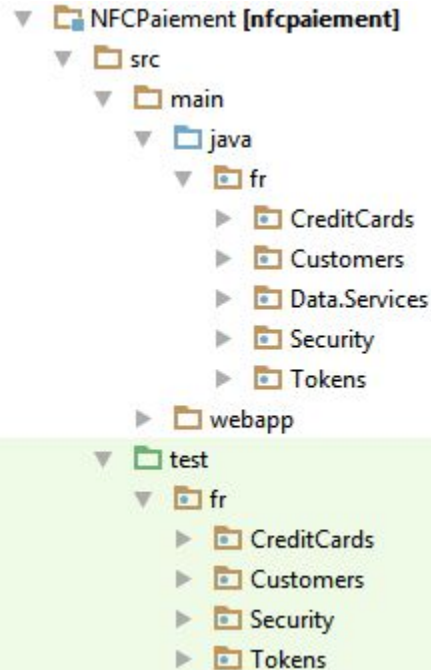 NFCPaiement [nfcpaiement]
src
main
java
fr
CreditCards
Customers
Data.Services
Security
Tokens
webapp
test
fr
CreditCards
Customers
Security
Tokens